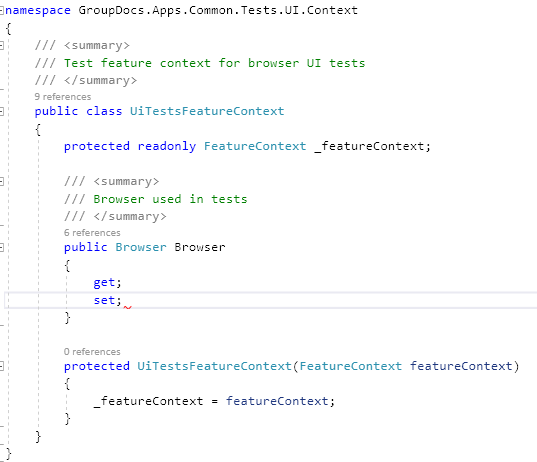 namespace GroupDocs.Apps.Common.Tests.UI.Context
{
/// <summary>
/// Test feature context for browser UI tests
/// </summary>
9 references
public class UiTestsFeatureContext
{
protected readonly FeatureContext _featureContext;
/// <summary>
/// Browser used in tests
/// </summary>
6 references
public Browser Browser
{
get;
set;
}
0 references
protected UiTestsFeatureContext(FeatureContext featureContext)
{
_featureContext = featureContext;
}
}
}